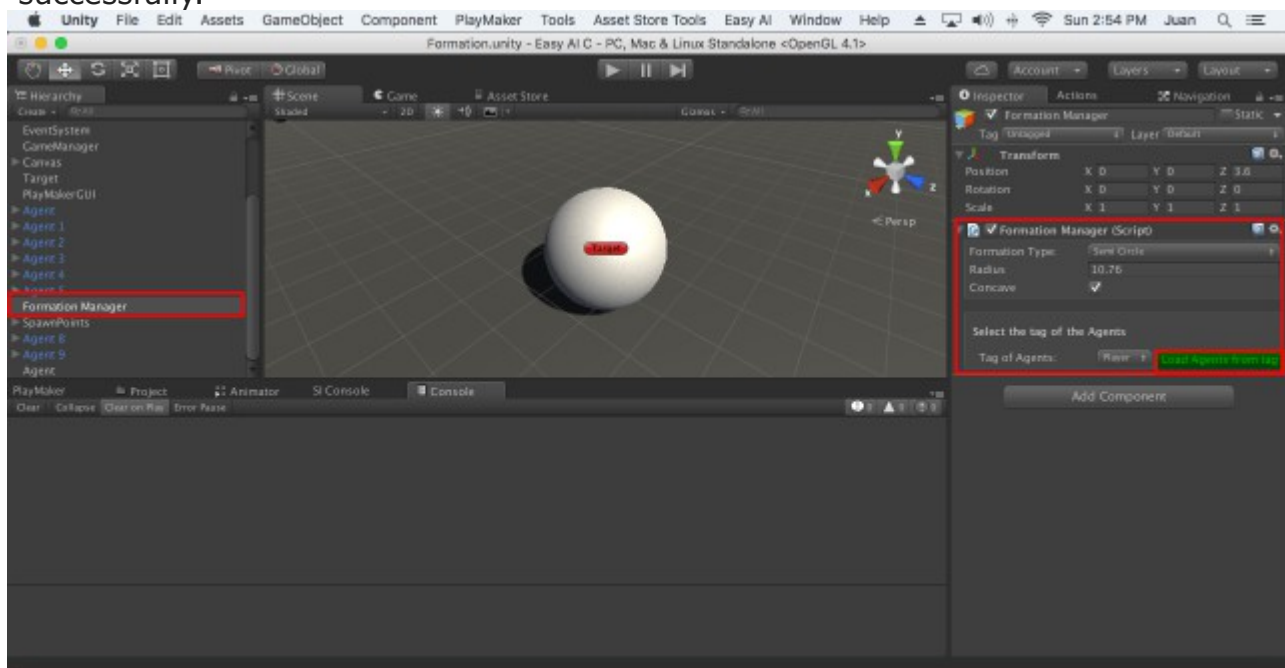 successfully.
Unity File Edit Assets GameObject Component PlayMaker Tools Asset Store Tools Easy AI Window Help Sun 2:54 PM Juan
Formation.unity - Easy AI C - PC, Mac & Linux Standalone <OpenGL 4.1>
Pivot Global Account Layers Layout
Hierarchy Scene Game Asset Store Inspector Actions Navigation
Create All Shaded 2D Gizmos All
Formation Manager Static
Tag Untagged Layer Default
EventSystem
GameManager
Canvas
Target
PlayMakerGUI
Agent
Agent 1
Agent 2
Agent 3
Agent 4
Agent 5
Formation Manager
SpawnPoints
Agent 8
Agent 9
Agent
y
x z
Persp
Target
Transform
Position X 0 Y 0 Z 3.6
Rotation X 0 Y 0 Z 0
Scale X 1 Y 1 Z 1
Formation Manager (Script)
Formation Type: Semi Circle
Radius 10.76
Concave
Select the tag of the Agents
Tag of Agents: Player Load Agents from tag
Add Component
PlayMaker Project Animator SI Console Console
Clear Collapse Clear on Play Error Pause